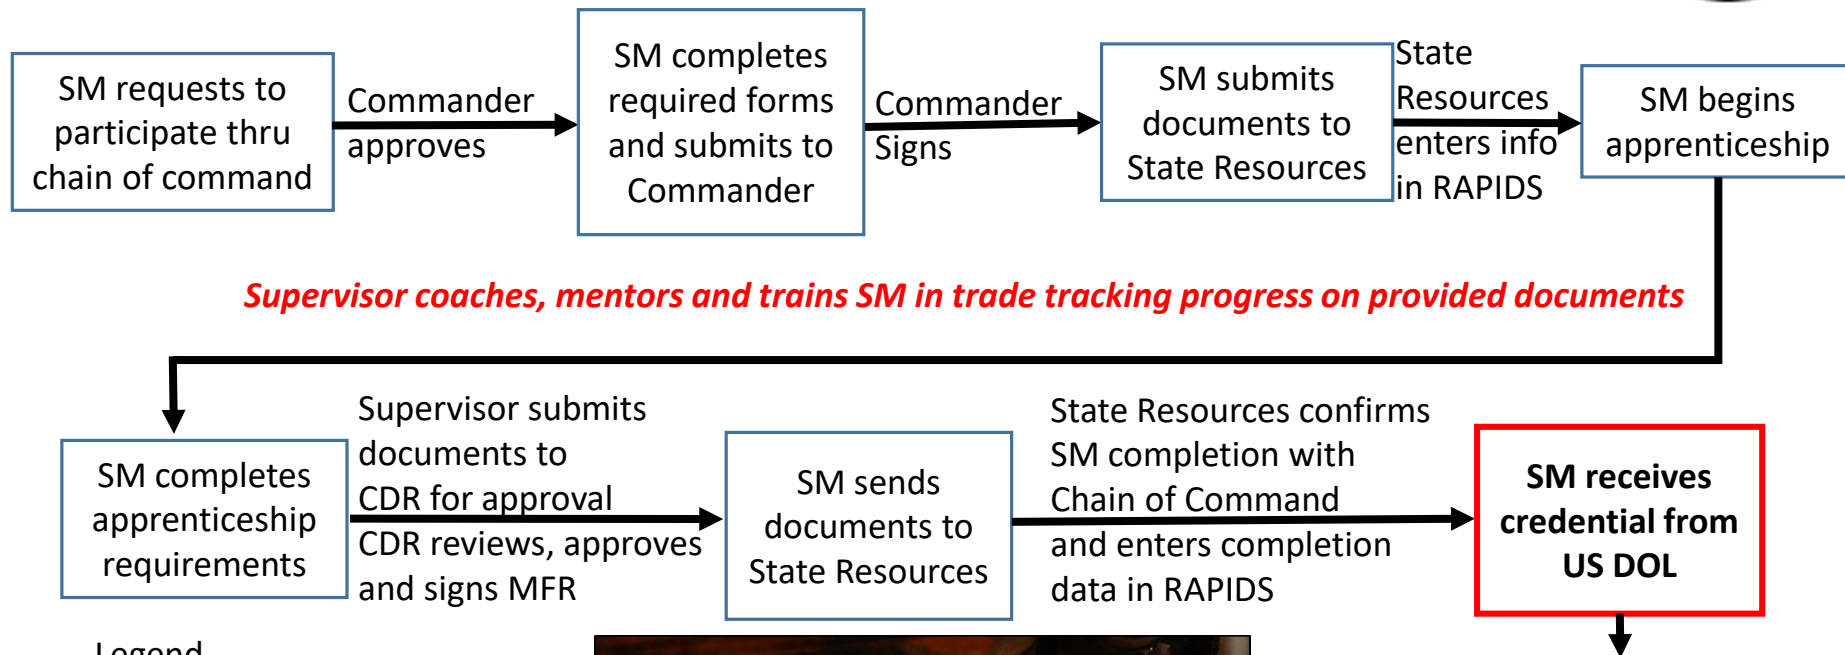 SM requests to
participate thru
chain of command
Commander
approves
SM completes
required forms
and submits to
Commander
Commander
Signs
SM submits
documents to
State Resources
State
Resources
enters info
in RAPIDS
SM begins
apprenticeship
Supervisor coaches, mentors and trains SM in trade tracking progress on provided documents
SM completes
apprenticeship
requirements
Supervisor submits
documents to
CDR for approval
CDR reviews, approves
and signs MFR
SM sends
documents to
State Resources
State Resources confirms
SM completion with
Chain of Command
and enters completion
data in RAPIDS
SM receives
credential from
US DOL
Legend